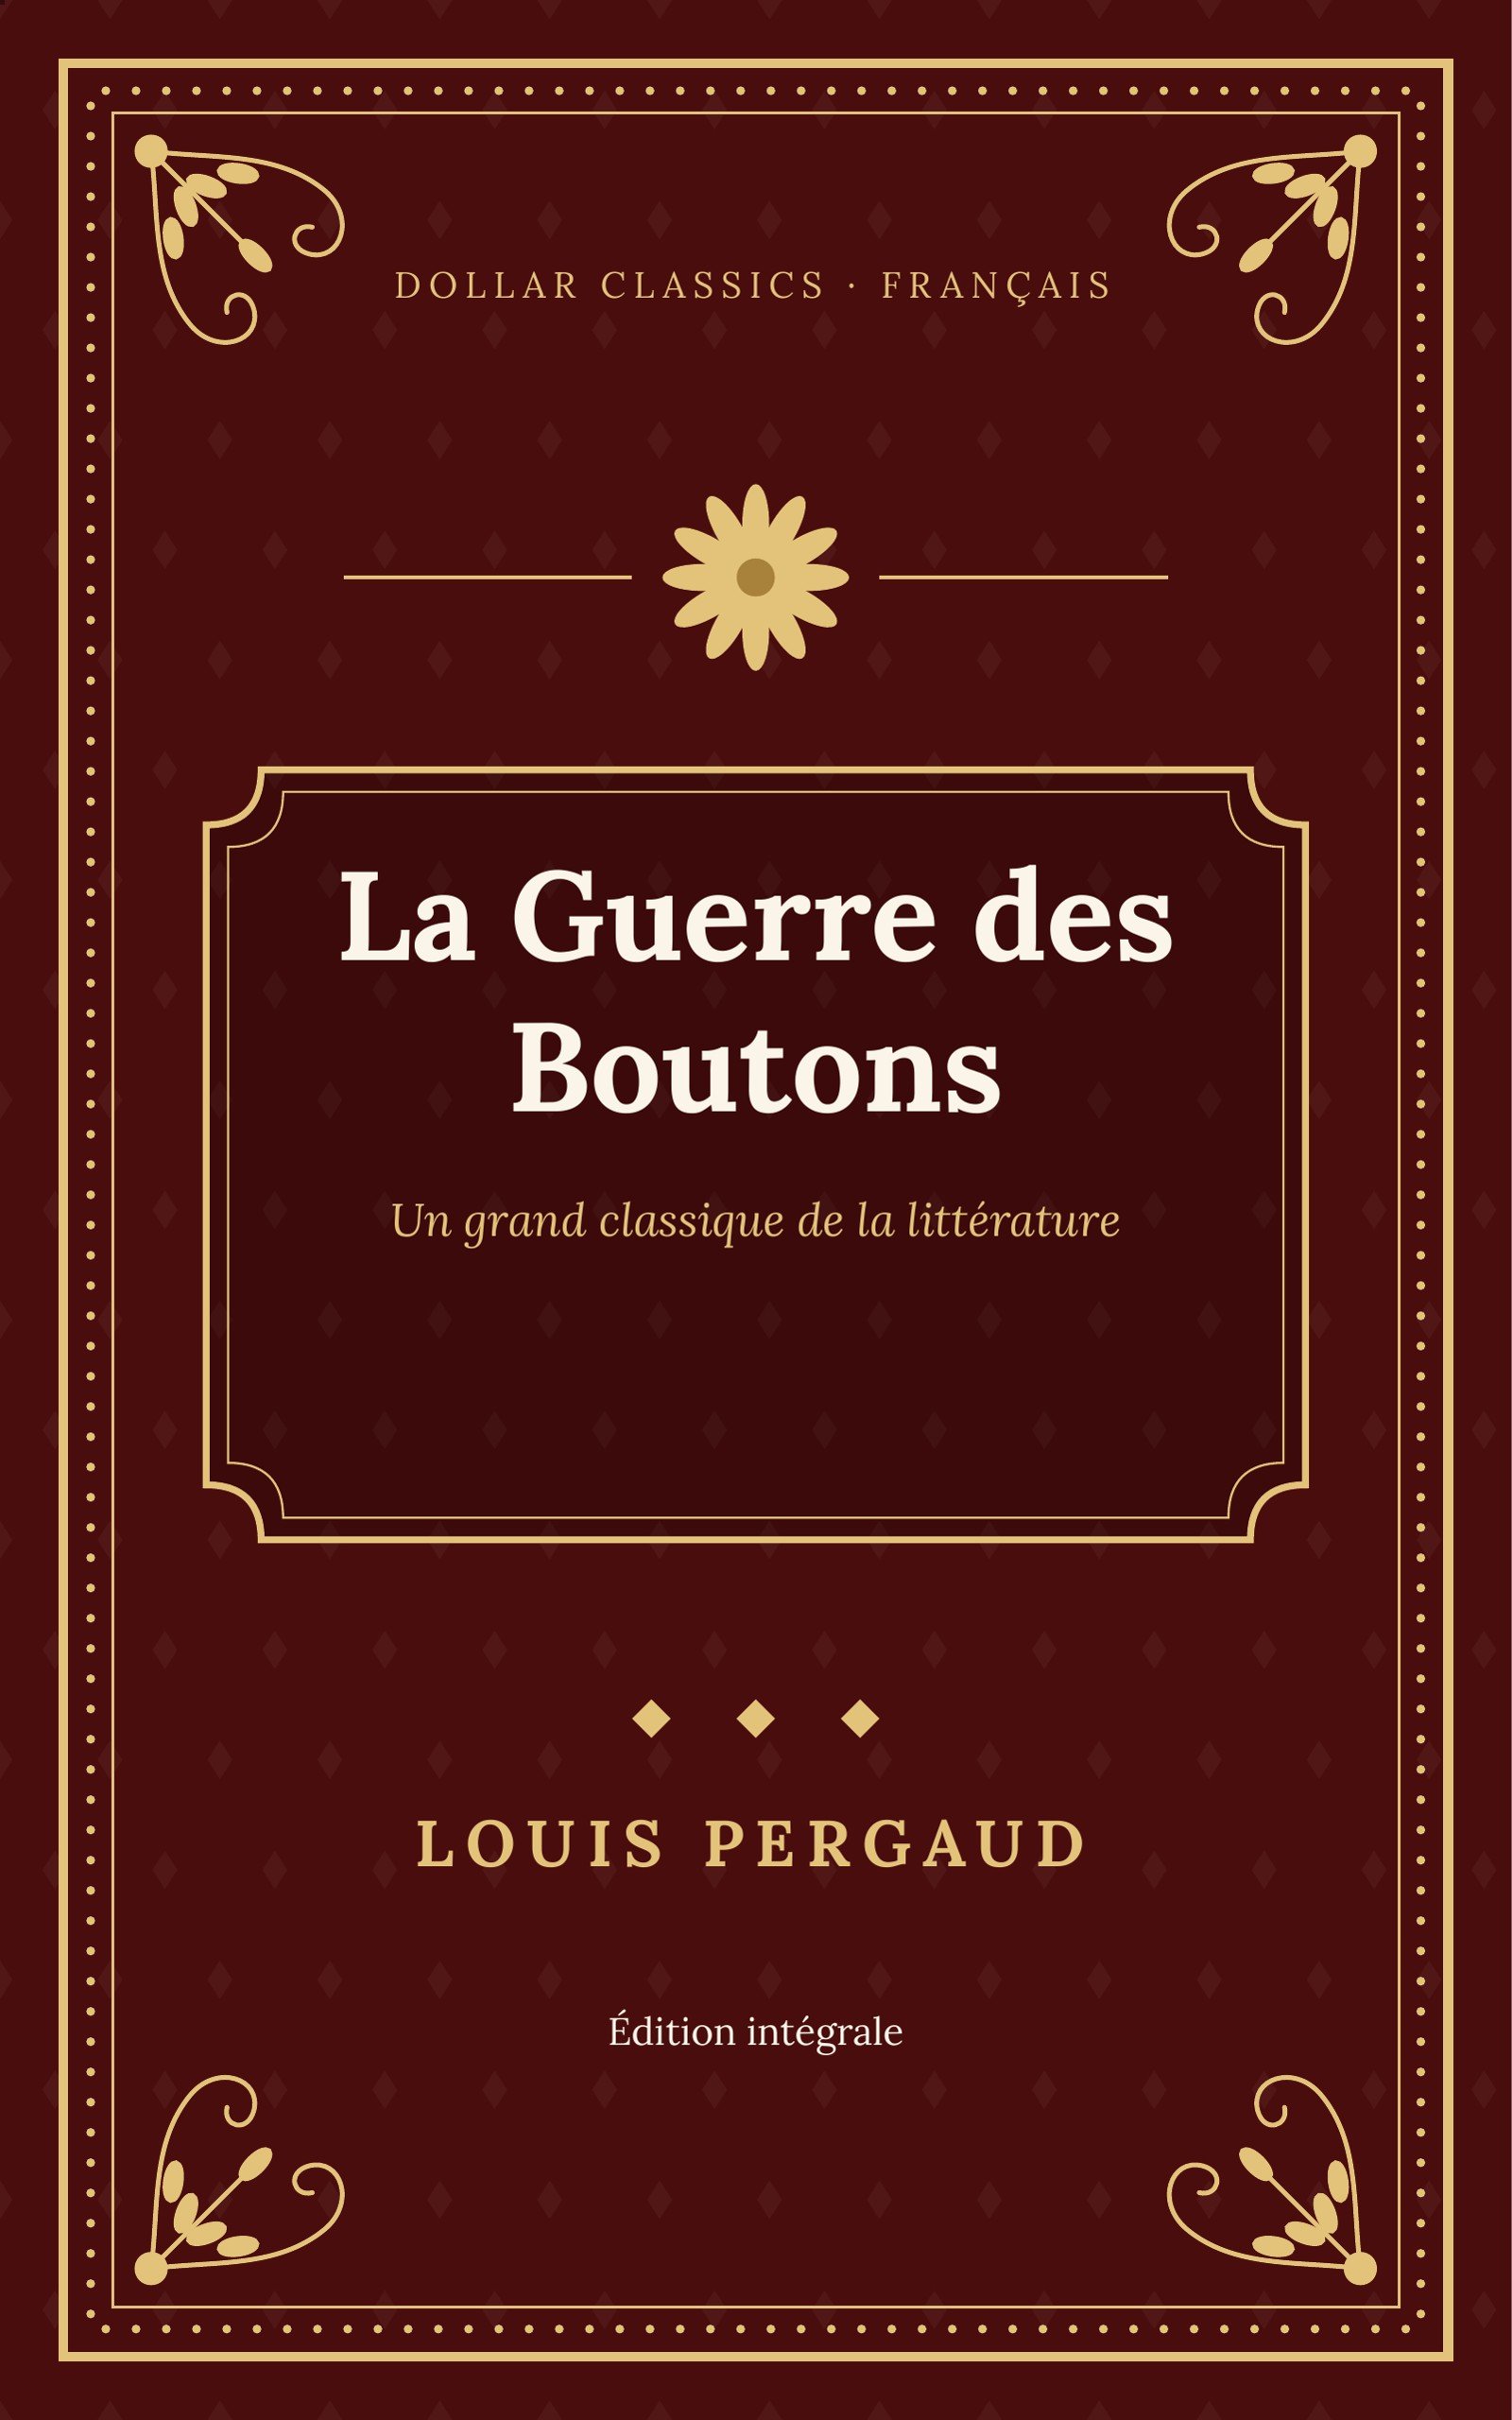 DOLLAR CLASSICS · FRANÇAIS
La Guerre des
Boutons
Un grand classique de la littérature
LOUIS PERGAUD
Édition intégrale